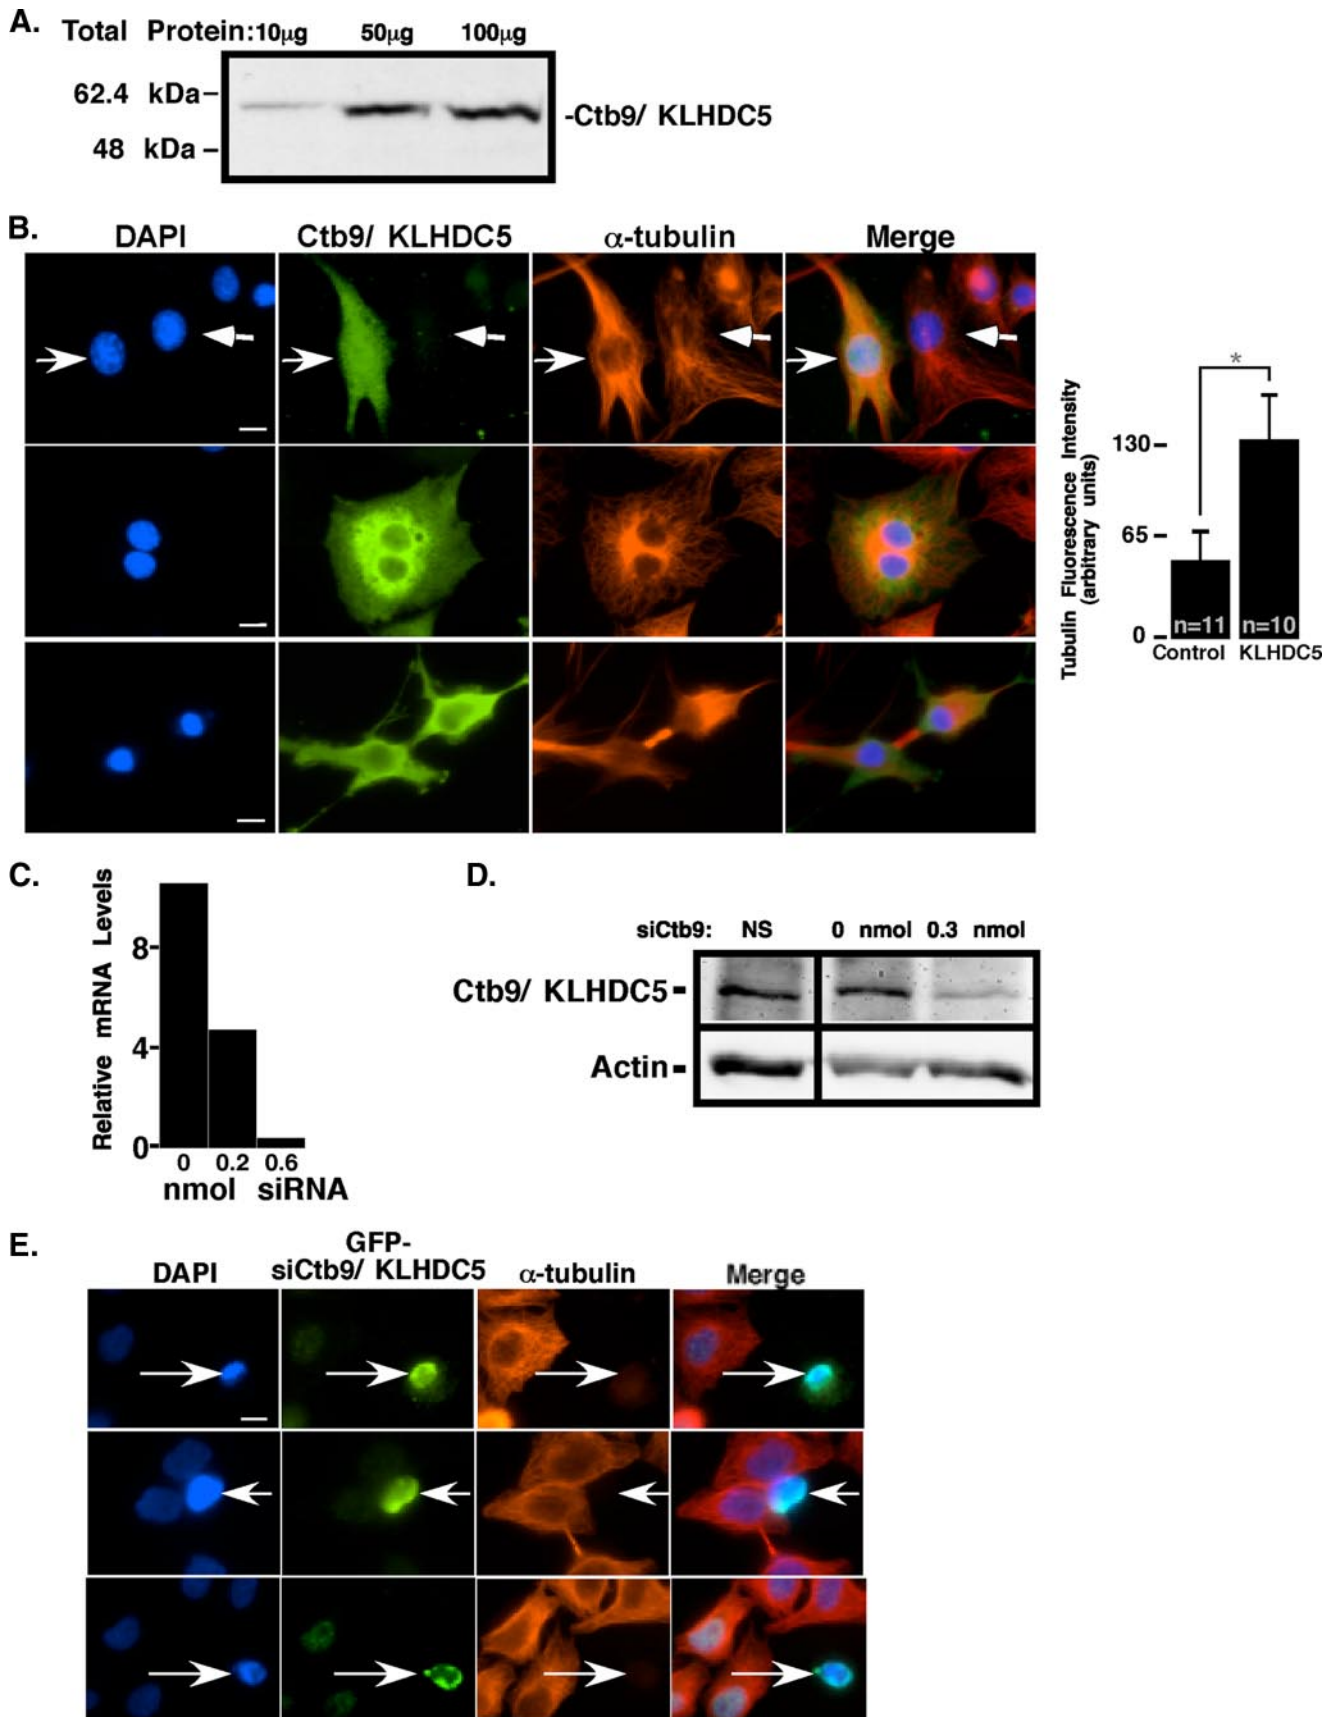 A.
Total Protein: 10μg 50μg 100μg
62.4 kDa
-Ctb9/ KLHDC5
48 kDa
B.
DAPI Ctb9/ KLHDC5 α-tubulin Merge
*
Tubulin Fluorescence Intensity
(arbitrary units)
130
65
0
n=11 n=10
Control KLHDC5
C.
Relative mRNA Levels
8
4
0
0 0.2 0.6
nmol siRNA
D.
siCtb9: NS 0 nmol 0.3 nmol
Ctb9/ KLHDC5
Actin
E.
DAPI GFP-
siCtb9/ KLHDC5 α-tubulin Merge